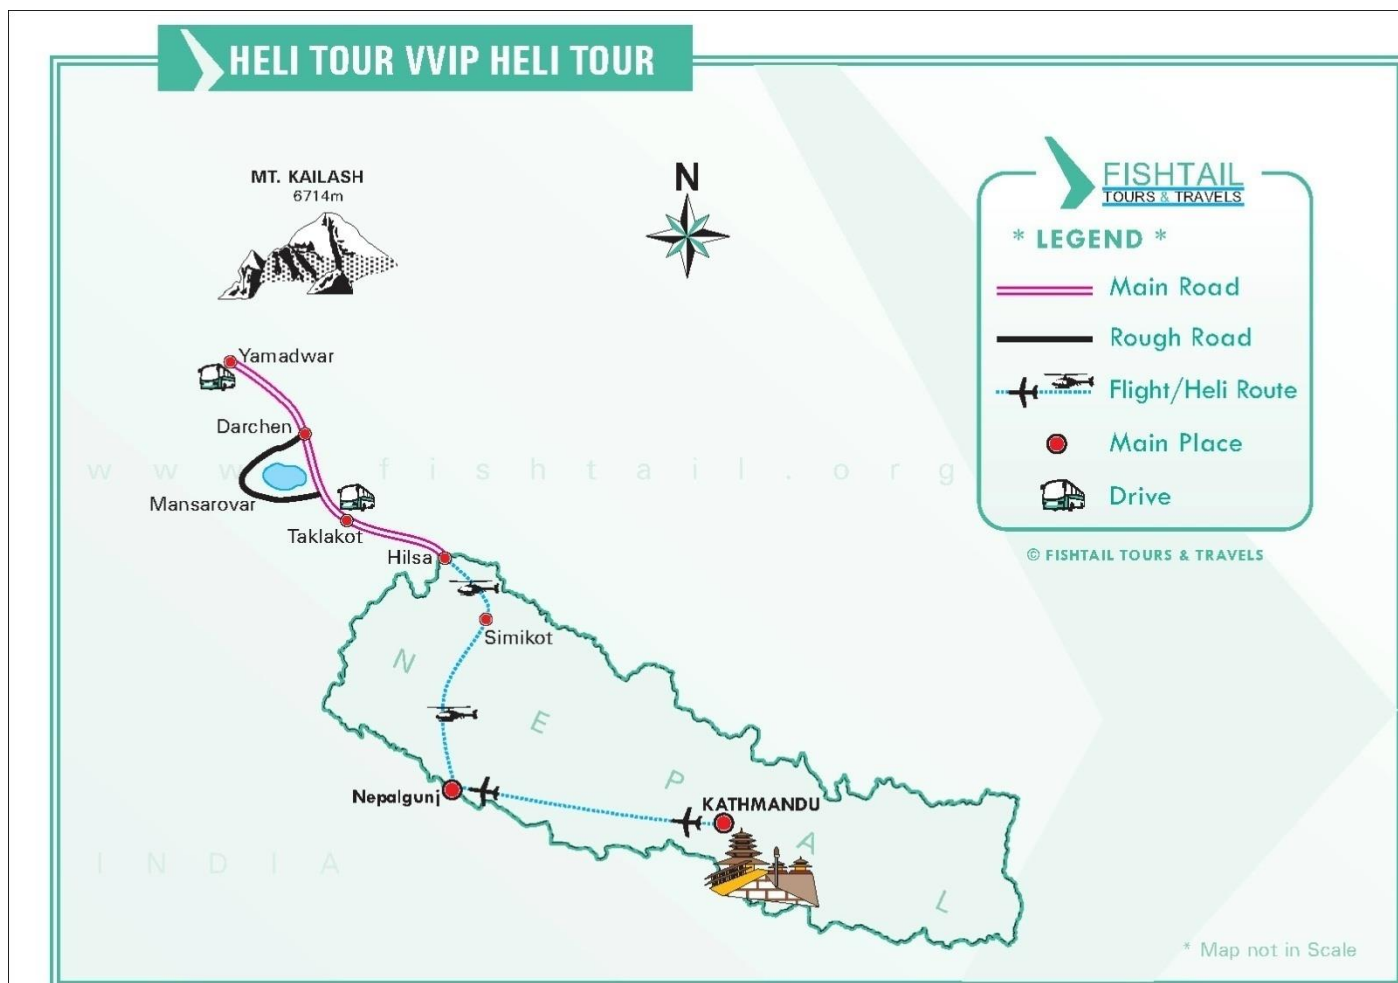 HELI TOUR VVIP HELI TOUR
MT. KAILASH
6714m
N
FISHTAIL
TOURS & TRAVELS
* LEGEND *
Main Road
Rough Road
Flight/Heli Route
Main Place
Drive
© FISHTAIL TOURS & TRAVELS
Yamadwar
Darchen
www.fishtail.org
Mansarovar
Taklakot
Hilsa
Simikot
NEPAL
Nepalgunj
KATHMANDU
INDIA
* Map not in Scale